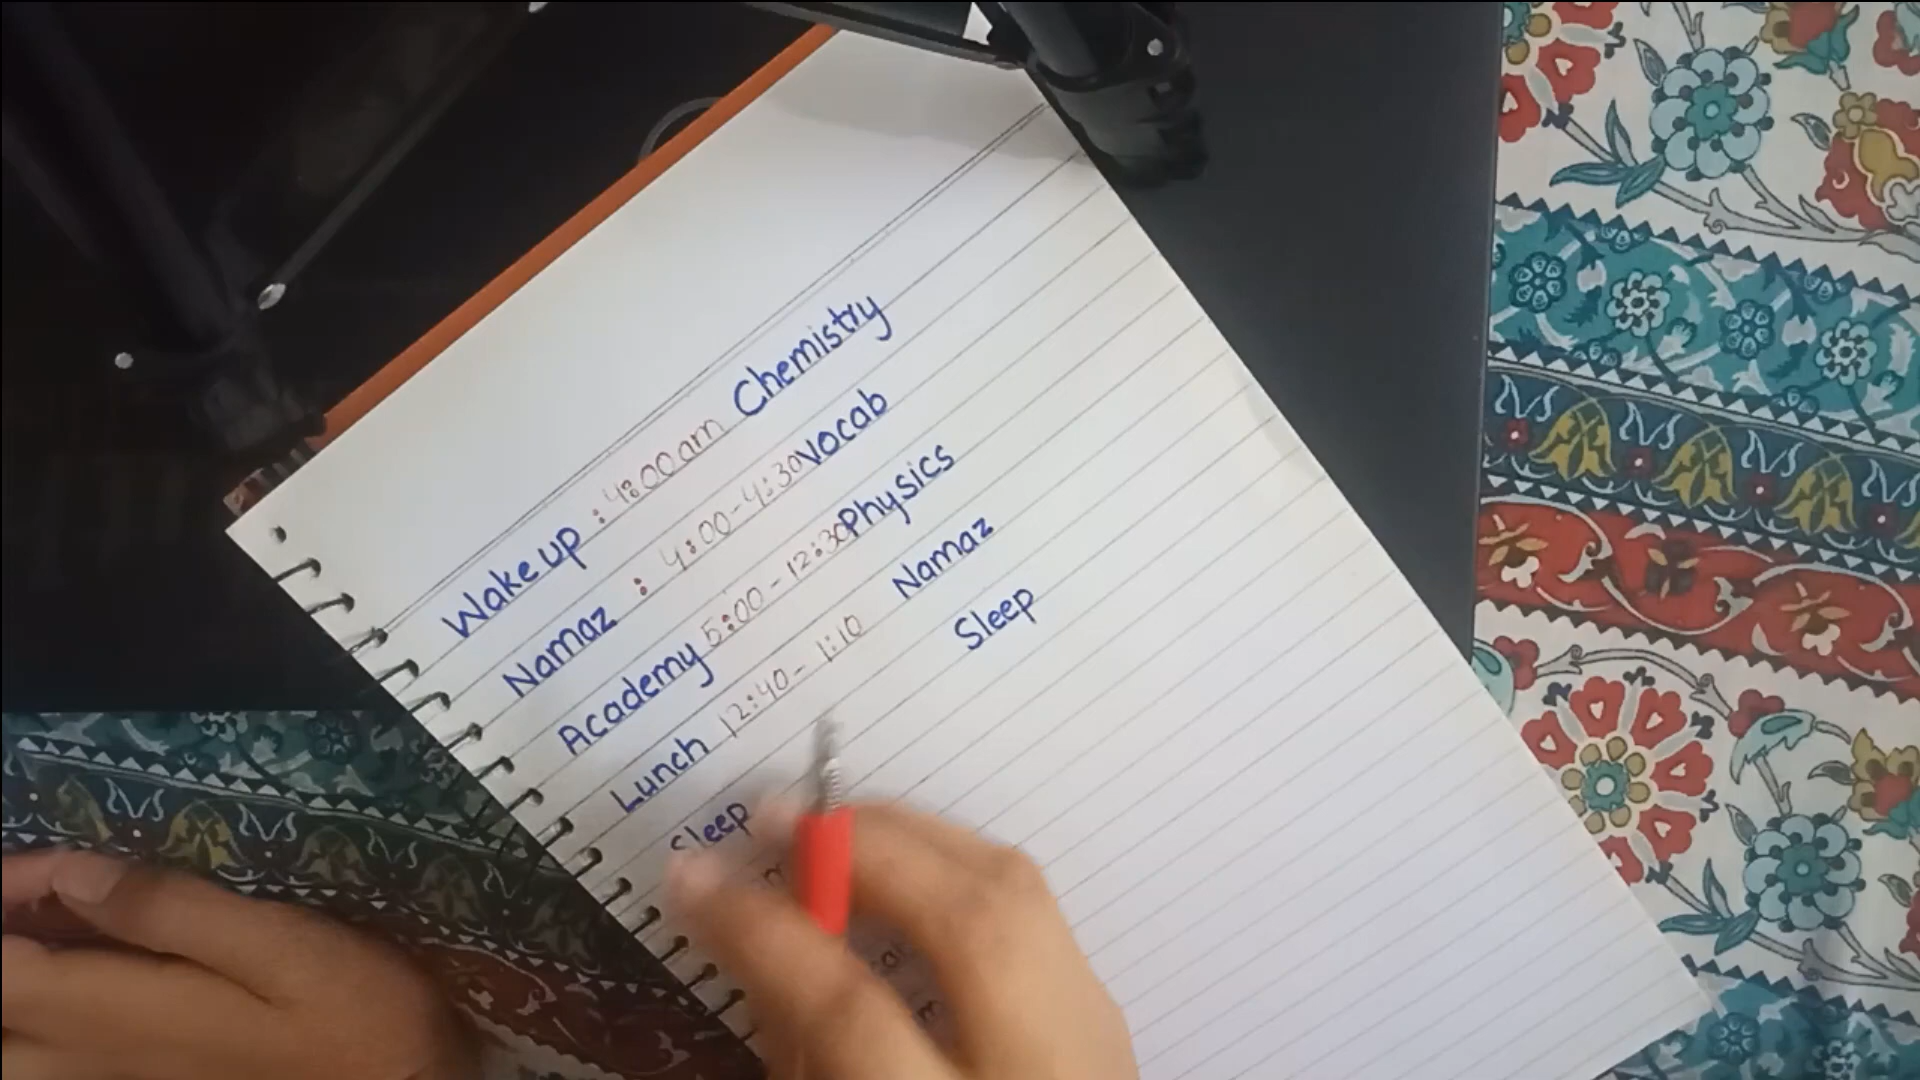 Wake up : 4:00 am Chemistry
Namaz : 4:00-4:30 Vocab
Academy 5:00 - 12:30 Physics
Lunch 12:40 - 1:10 Namaz
Sleep Sleep